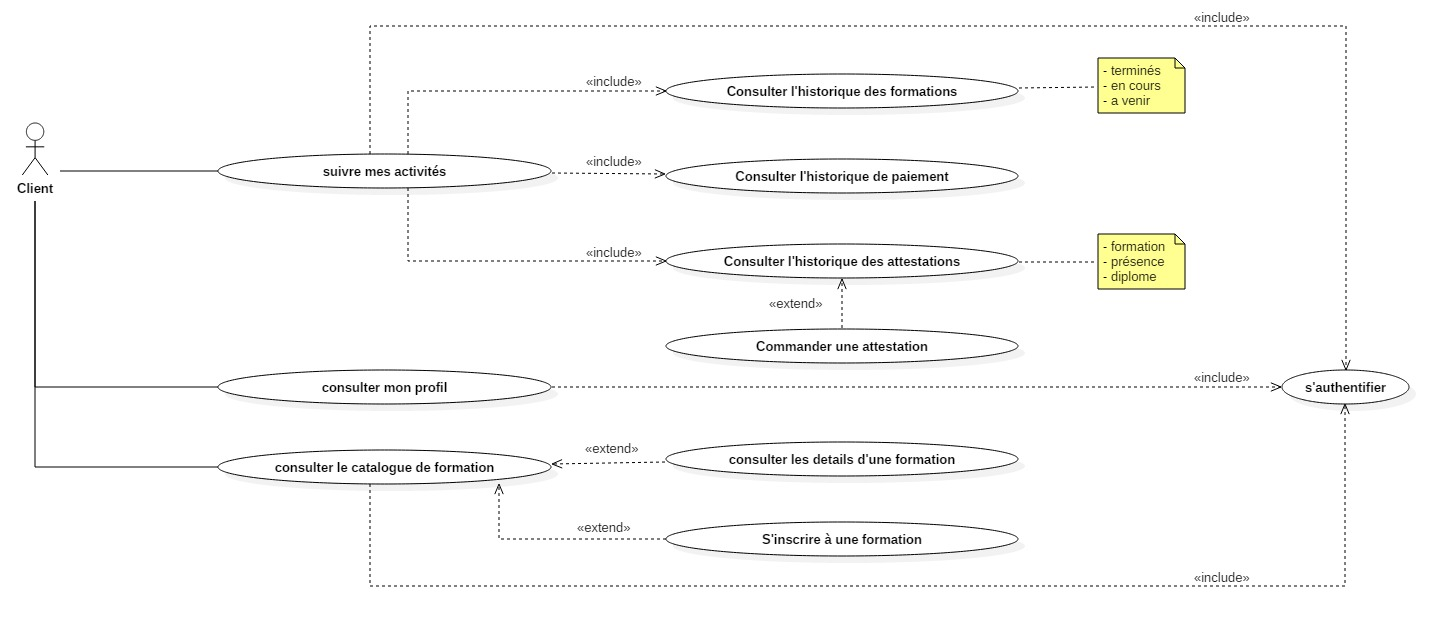 «include»
- terminés
- en cours
- a venir
«include»
Consulter l'historique des formations
Client
suivre mes activités
«include»
Consulter l'historique de paiement
«include»
Consulter l'historique des attestations
- formation
- présence
- diplome
«extend»
Commander une attestation
consulter mon profil
«include»
s'authentifier
consulter le catalogue de formation
«extend»
consulter les details d'une formation
«extend»
S'inscrire à une formation
«include»